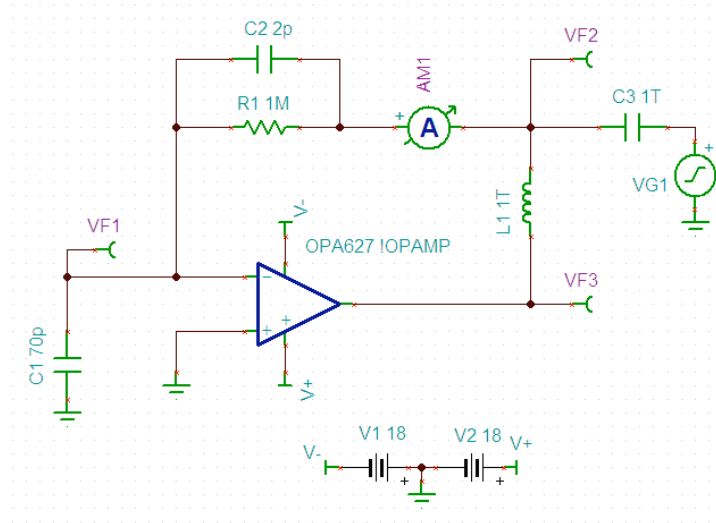 C2 2p
VF2
AM1
C3 1T
R1 1M
+
A
+
VG1
V-
L1 1T
VF1
OPA627 !OPAMP
VF3
−
+
+
C1 70p
V+
V1 18
V2 18
V-
V+
+
+